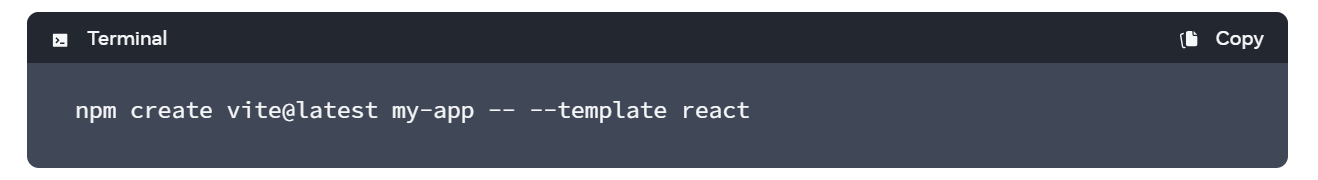 Terminal
Copy
npm create vite@latest my-app -- --template react